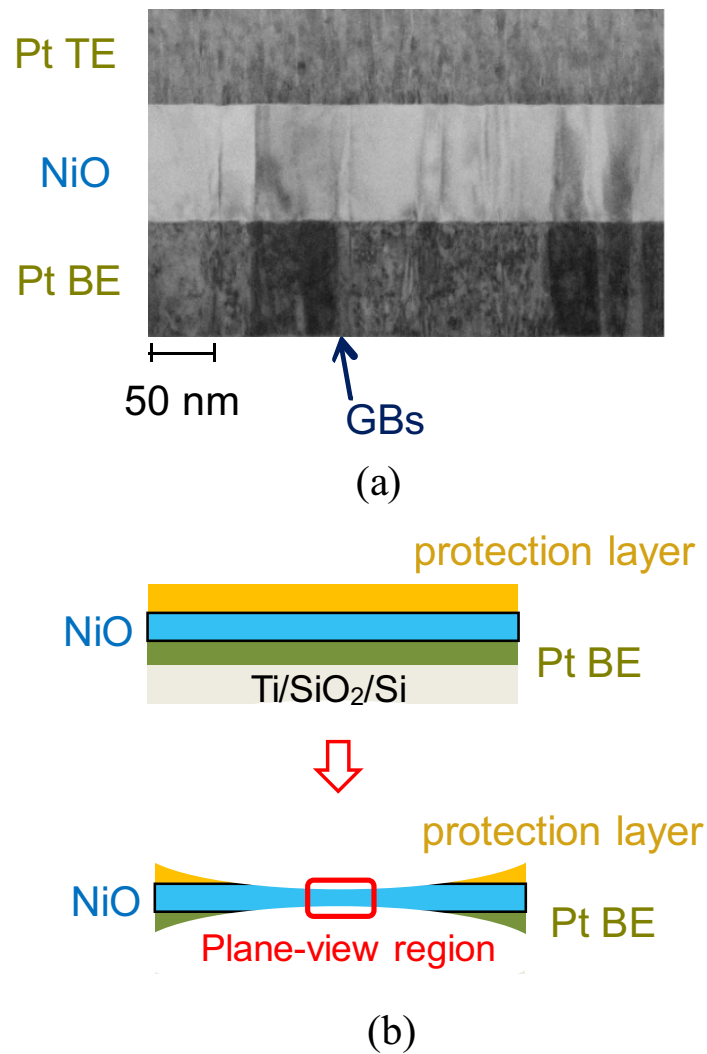 Pt TE
NiO
Pt BE
50 nm
GBs
(a)
protection layer
NiO
Pt BE
Ti/SiO₂/Si
protection layer
NiO
Pt BE
Plane-view region
(b)